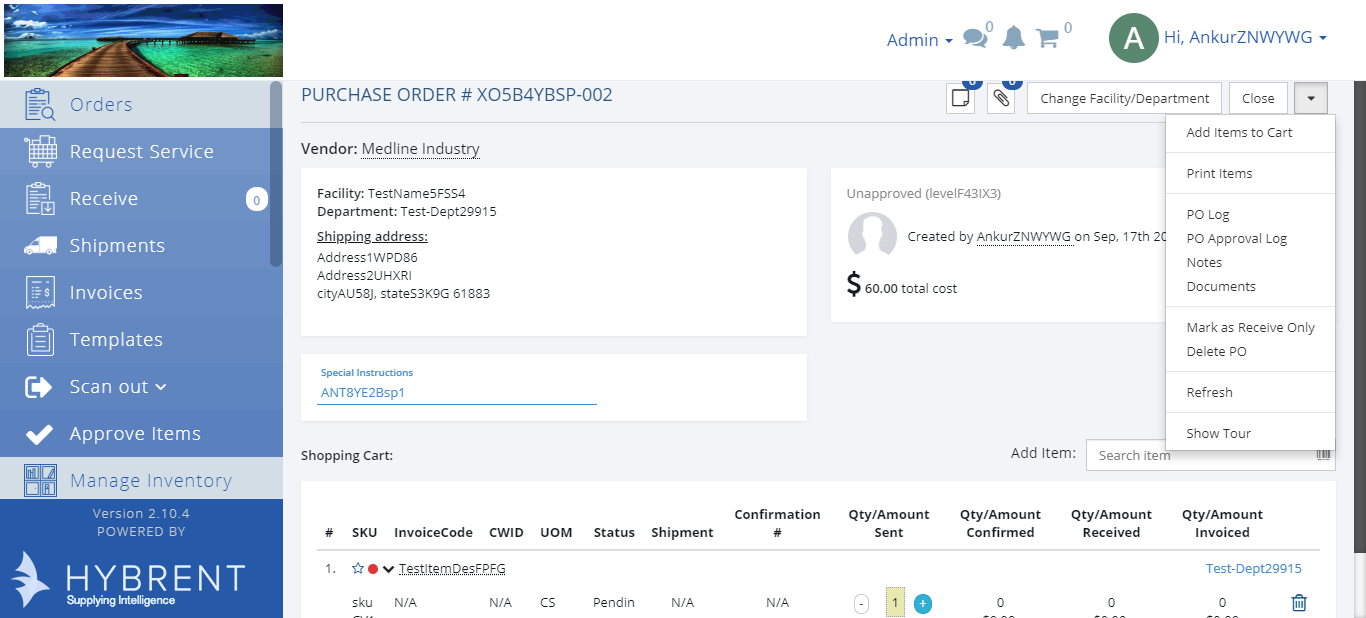 Admin
0
0
A
Hi, AnkurZNWYWG
Orders
Request Service
Receive
0
Shipments
Invoices
Templates
Scan out
Approve Items
Manage Inventory
Version 2.10.4
POWERED BY
HYBRENT
Supplying Intelligence
PURCHASE ORDER # XO5B4YBSP-002
Change Facility/Department
Close
Add Items to Cart
Print Items
PO Log
PO Approval Log
Notes
Documents
Mark as Receive Only
Delete PO
Refresh
Show Tour
Vendor: Medline Industry
Facility: TestName5FSS4
Department: Test-Dept29915
Shipping address:
Address1WPD86
Address2UHXRI
cityAU58J, stateS3K9G 61883
Unapproved (levelF43IX3)
Created by AnkurZNWYWG on Sep, 17th 20
$ 60.00 total cost
Special Instructions
ANT8YE2Bsp1
Shopping Cart:
Add Item: Search item
# SKU InvoiceCode CWID UOM Status Shipment Confirmation # Qty/Amount Sent Qty/Amount Confirmed Qty/Amount Received Qty/Amount Invoiced
1. TestItemDesFPFG Test-Dept29915
sku N/A N/A CS Pendin N/A N/A - 1 + 0 0 0